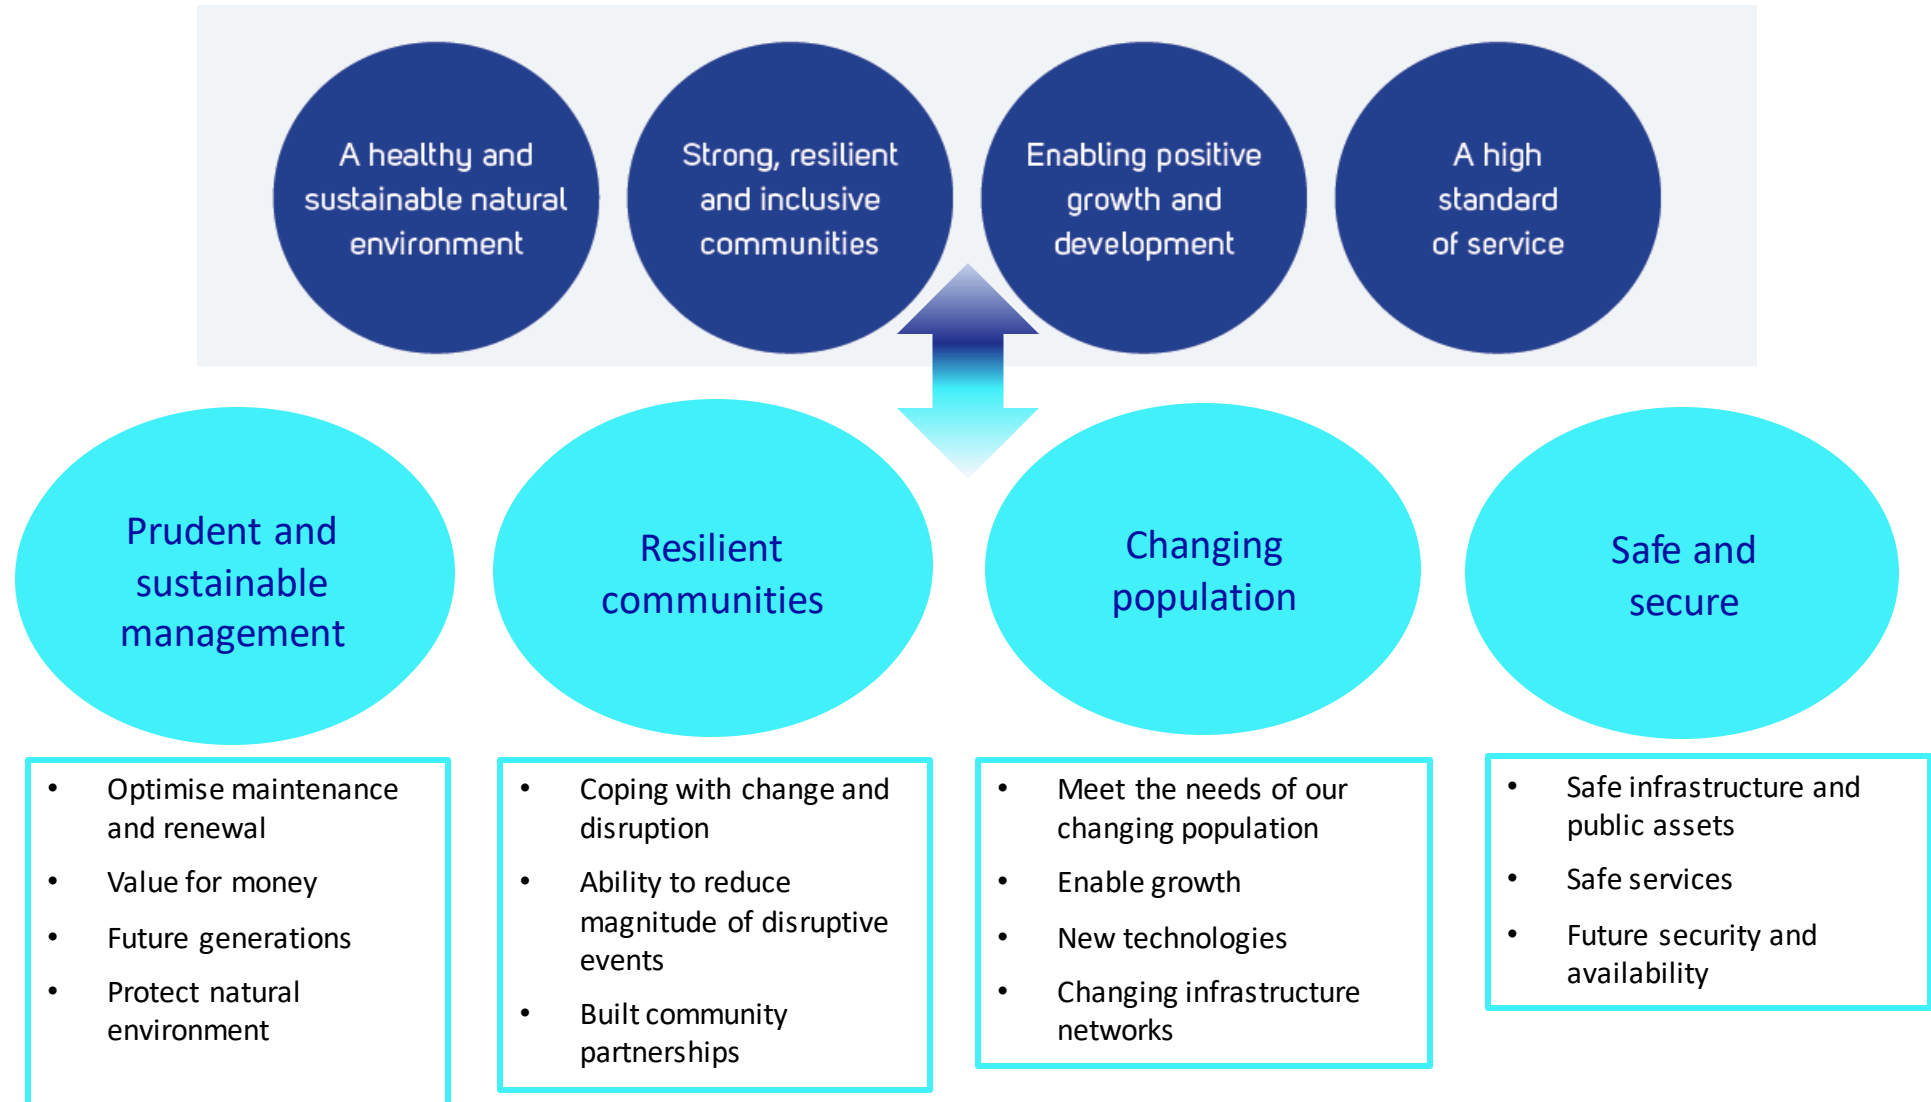 A healthy and
sustainable natural
environment
Strong, resilient
and inclusive
communities
Enabling positive
growth and
development
A high
standard
of service
Prudent and
sustainable
management
Resilient
communities
Changing
population
Safe and
secure
• Optimise maintenance
and renewal
• Value for money
• Future generations
• Protect natural
environment
• Coping with change and
disruption
• Ability to reduce
magnitude of disruptive
events
• Built community
partnerships
• Meet the needs of our
changing population
• Enable growth
• New technologies
• Changing infrastructure
networks
• Safe infrastructure and
public assets
• Safe services
• Future security and
availability